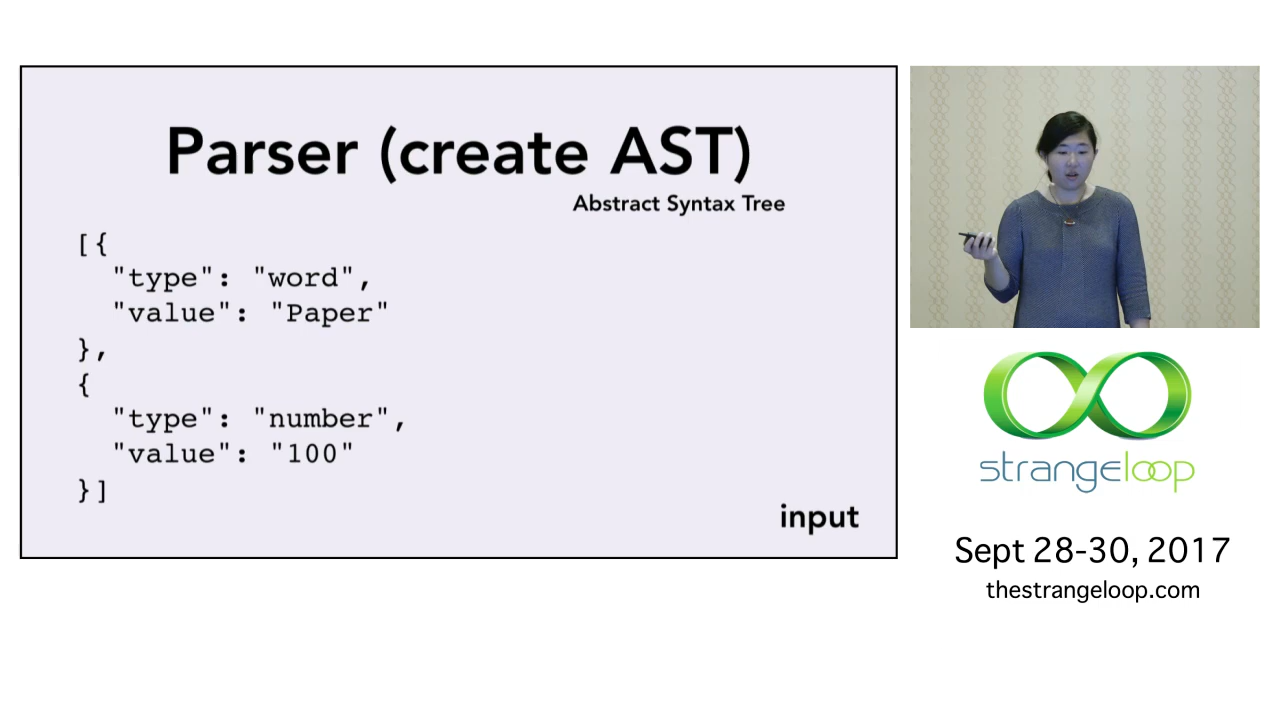 Parser (create AST)
Abstract Syntax Tree
[{
"type": "word",
"value": "Paper"
},
{
"type": "number",
"value": "100"
}]
input
strangeloop
Sept 28-30, 2017
thestrangeloop.com